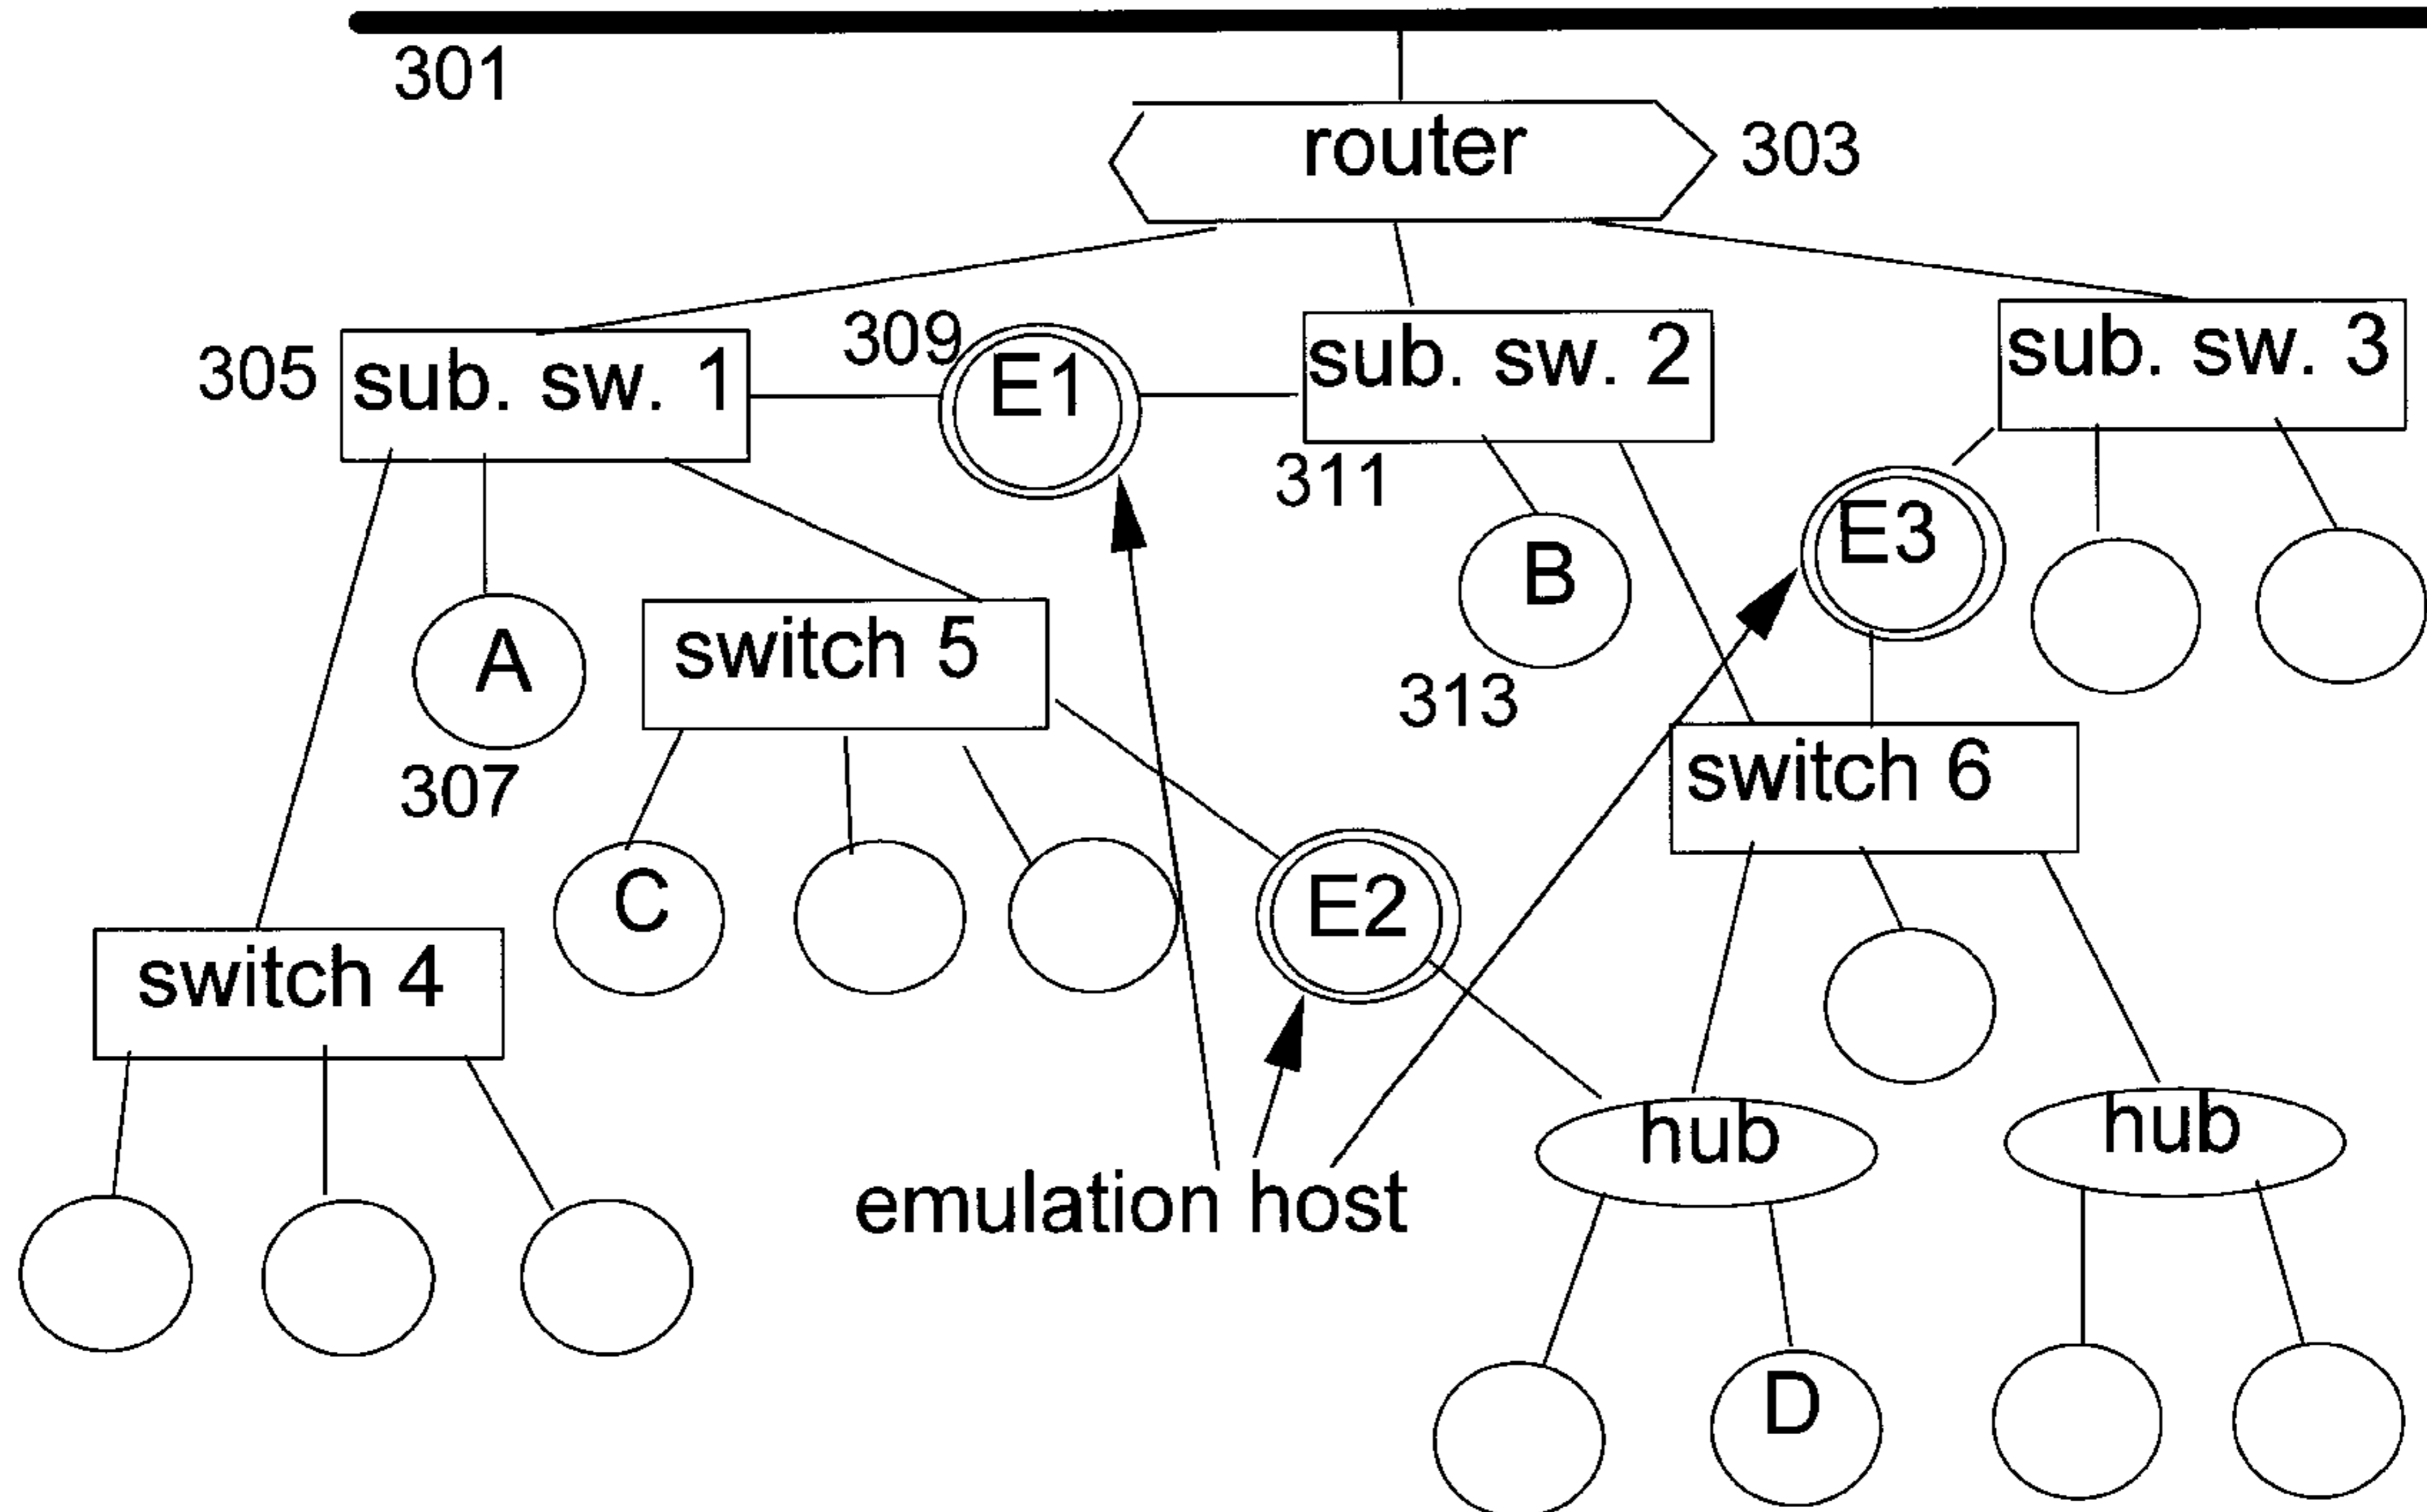 301
router
303
305
sub. sw. 1
309
E1
sub. sw. 2
sub. sw. 3
311
E3
B
A
switch 5
313
307
switch 6
C
E2
switch 4
hub
hub
emulation host
D